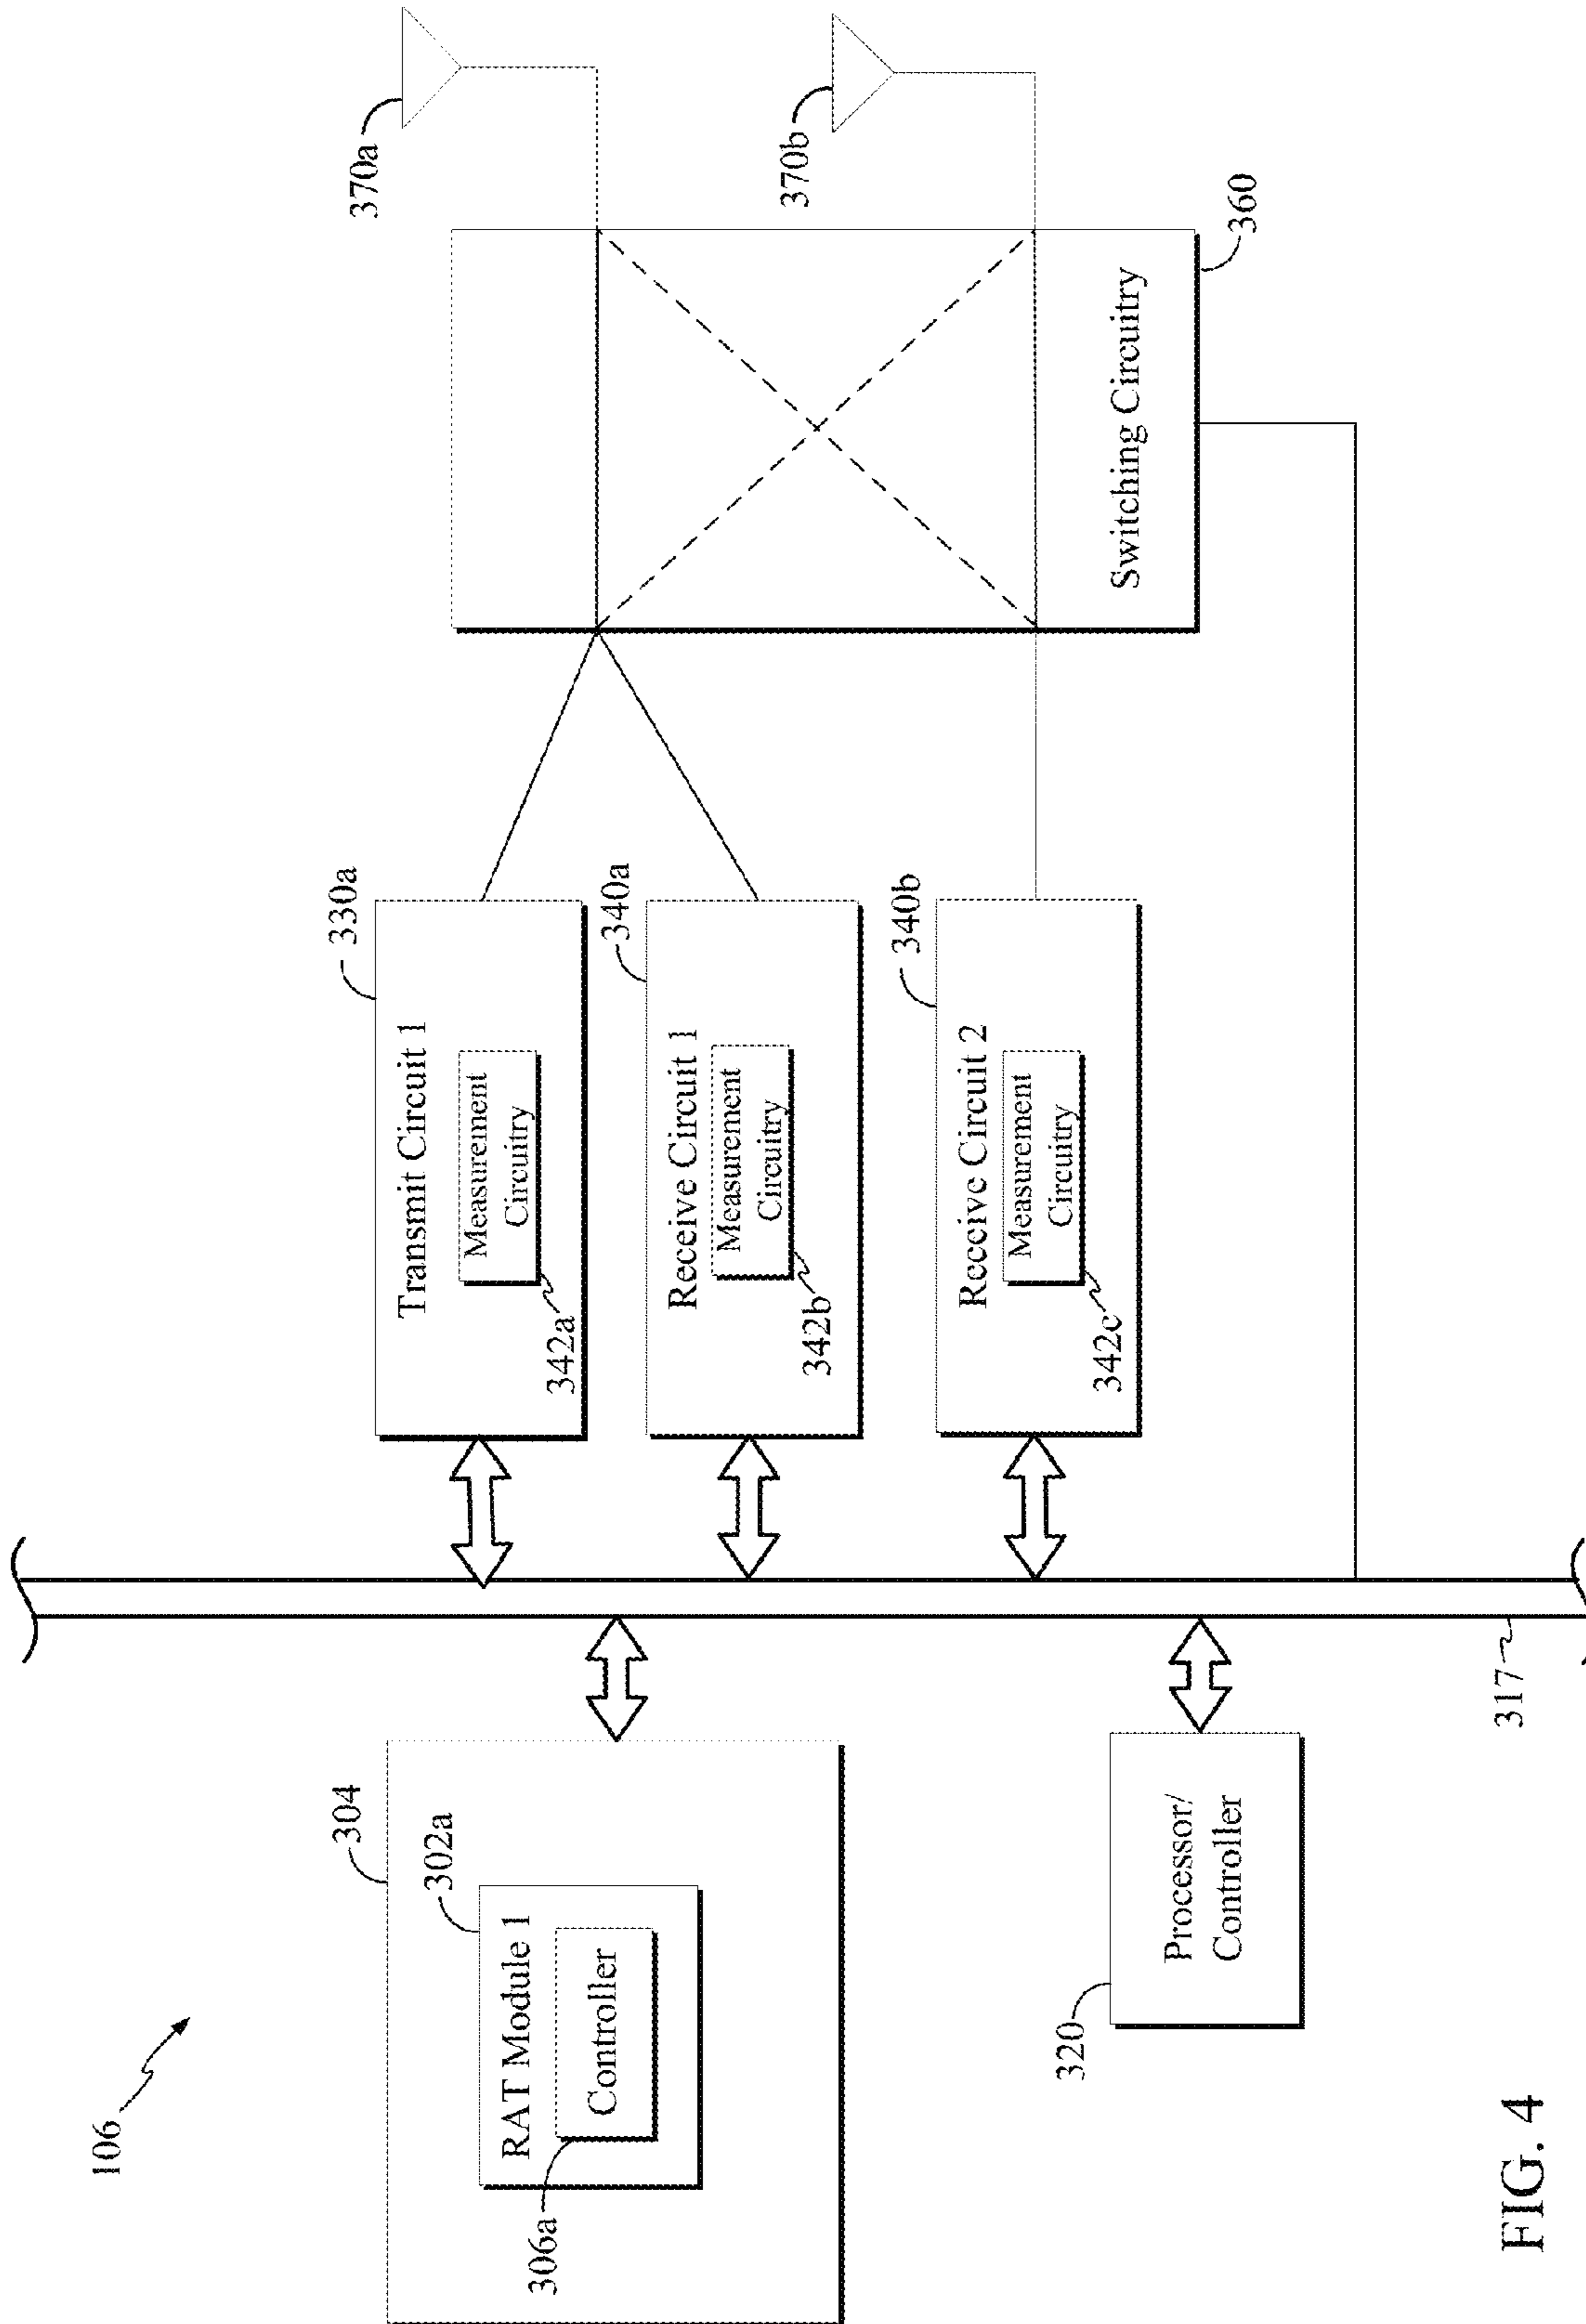 106
304
302a
RAT Module 1
Controller
306a
320
Processor/
Controller
317
330a
Transmit Circuit 1
Measurement
Circuitry
342a
340a
Receive Circuit 1
Measurement
Circuitry
342b
340b
Receive Circuit 2
Measurement
Circuitry
342c
370a
370b
Switching Circuitry
360
FIG. 4